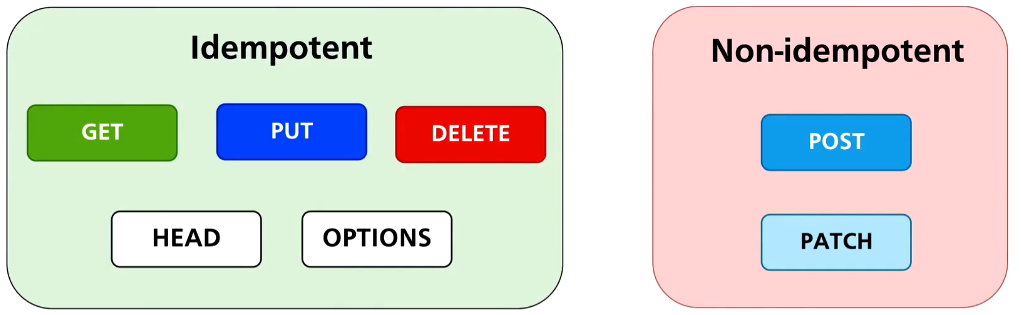 Idempotent
GET
PUT
DELETE
HEAD
OPTIONS
Non-idempotent
POST
PATCH